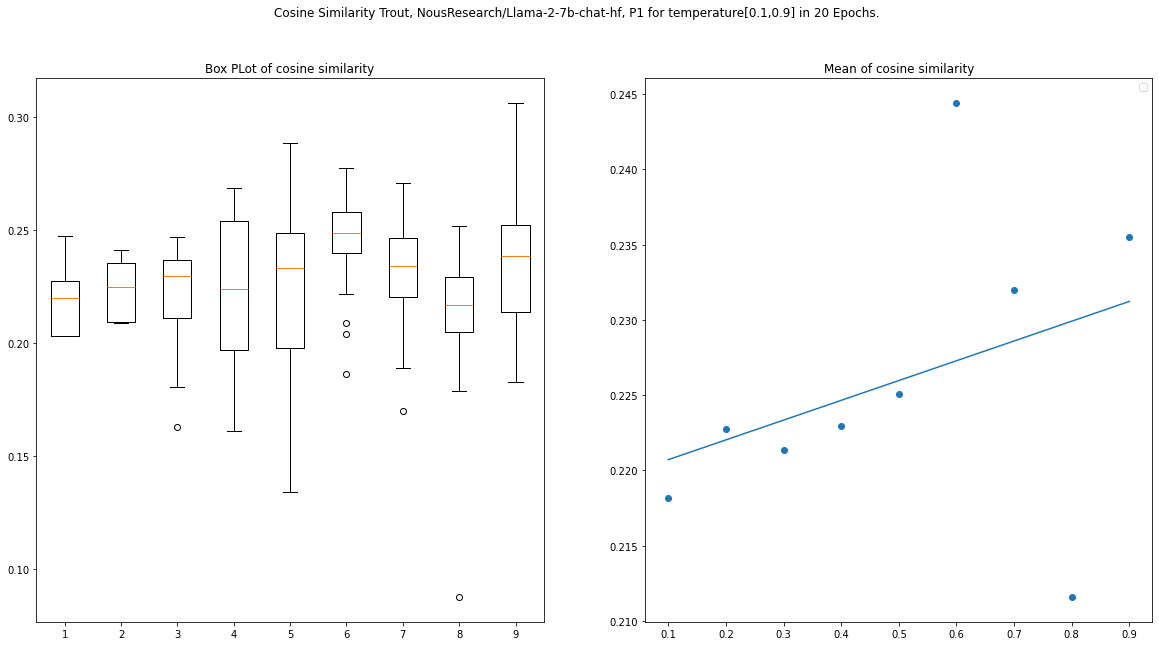 Cosine Similarity Trout, NousResearch/Llama-2-7b-chat-hf, P1 for temperature[0.1,0.9] in 20 Epochs.
Box PLot of cosine similarity
0.30
0.25
0.20
0.15
0.10
1 2 3 4 5 6 7 8 9
Mean of cosine similarity
0.245
0.240
0.235
0.230
0.225
0.220
0.215
0.210
0.1 0.2 0.3 0.4 0.5 0.6 0.7 0.8 0.9